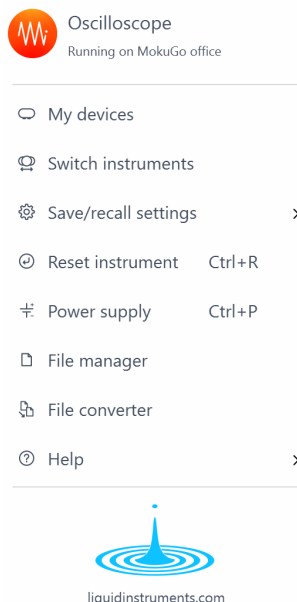 Oscilloscope
Running on MokuGo office
My devices
Switch instruments
Save/recall settings
Reset instrument Ctrl+R
Power supply Ctrl+P
File manager
File converter
Help
liquidinstruments.com